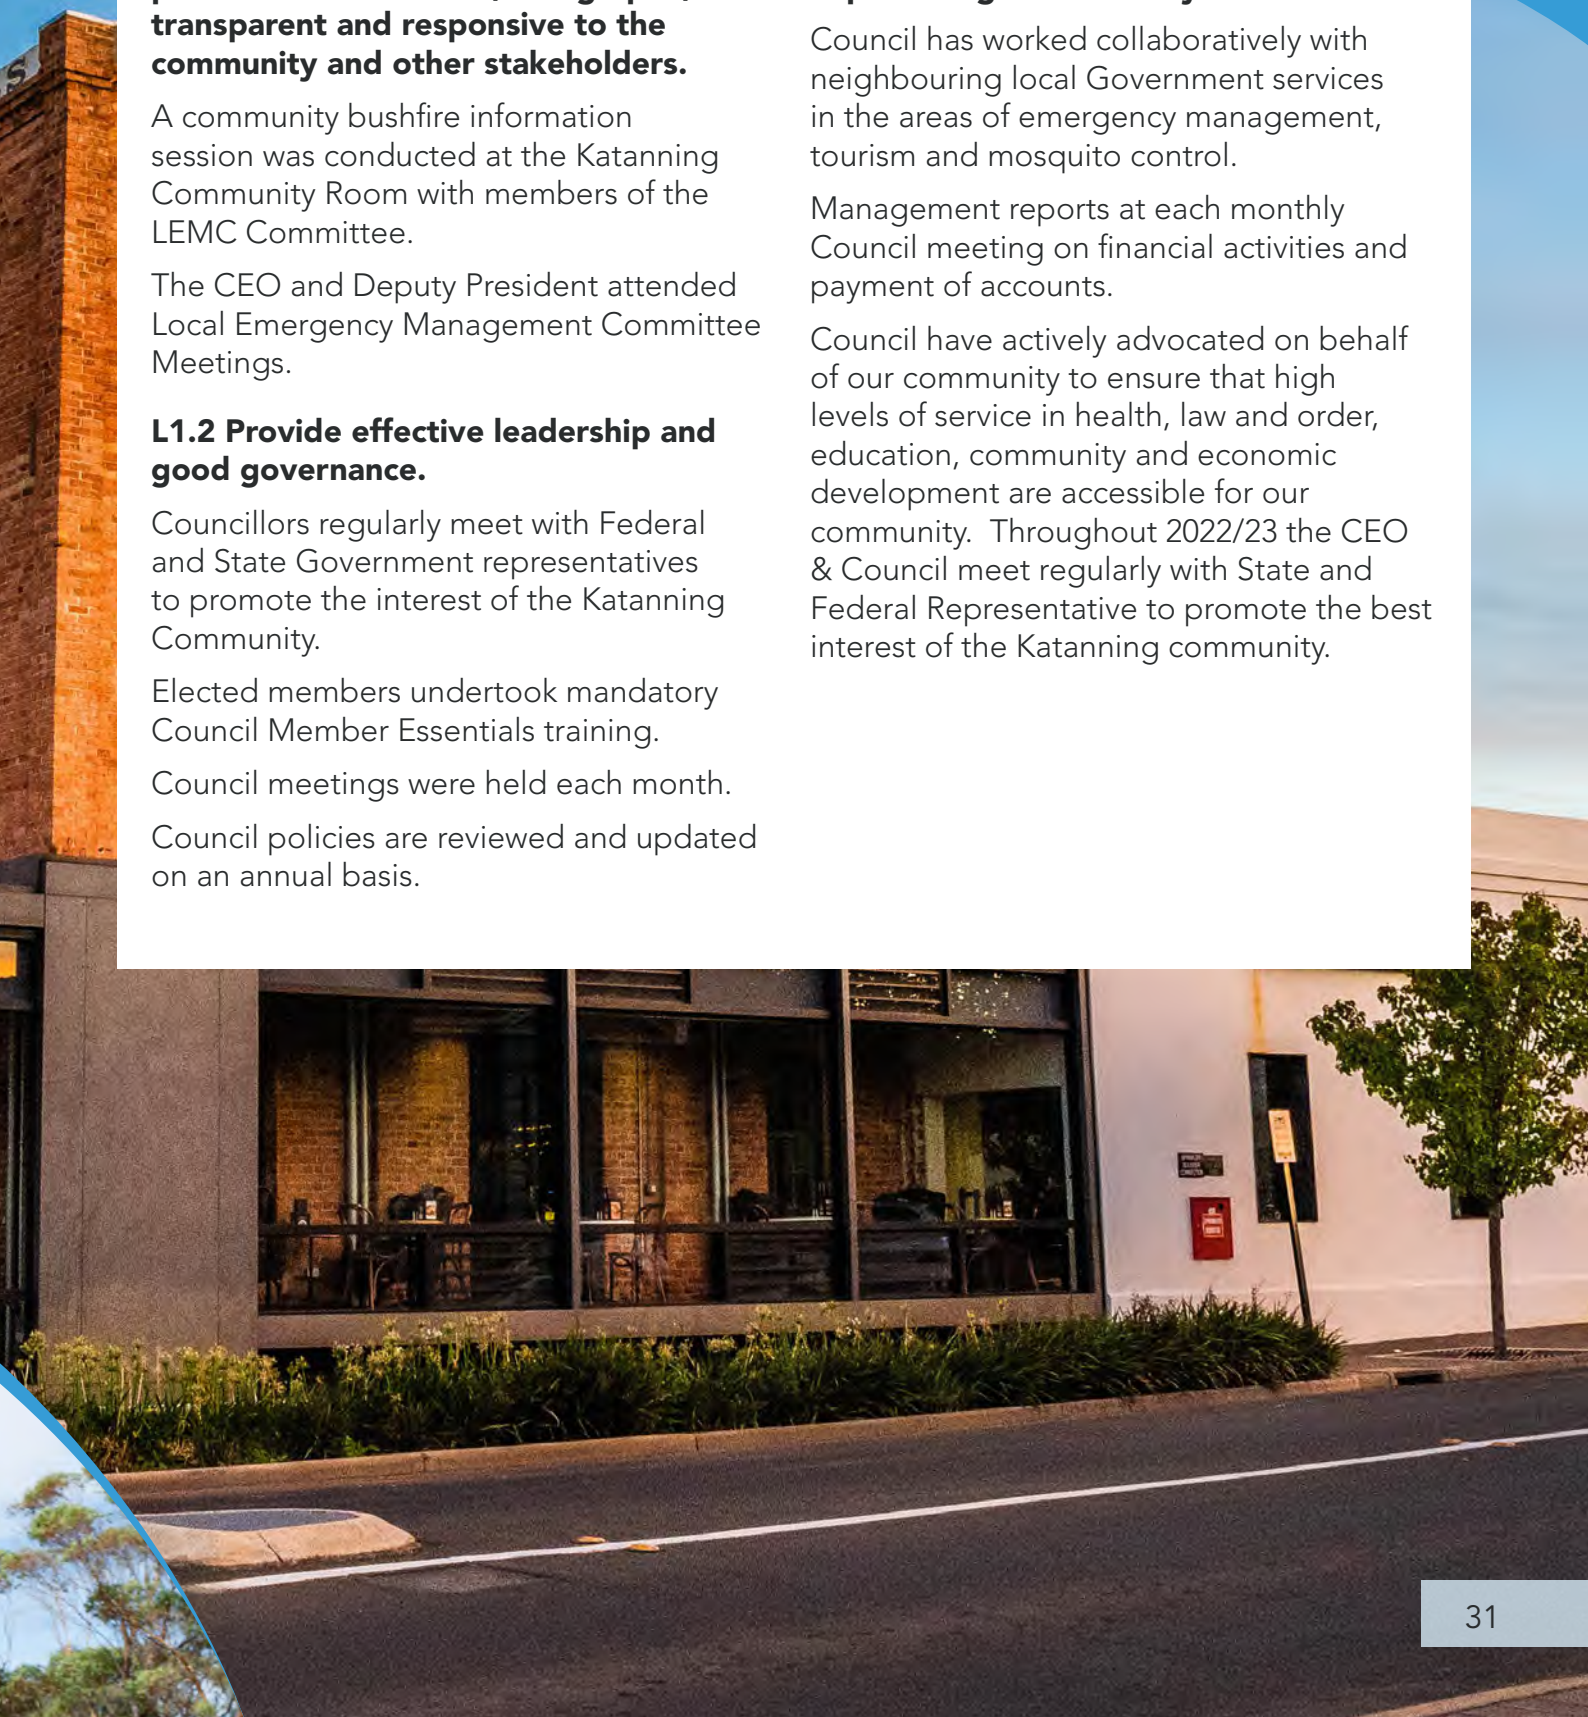 transparent and responsive to the
community and other stakeholders.
A community bushfire information
session was conducted at the Katanning
Community Room with members of the
LEMC Committee.
The CEO and Deputy President attended
Local Emergency Management Committee
Meetings.
L1.2 Provide effective leadership and
good governance.
Councillors regularly meet with Federal
and State Government representatives
to promote the interest of the Katanning
Community.
Elected members undertook mandatory
Council Member Essentials training.
Council meetings were held each month.
Council policies are reviewed and updated
on an annual basis.
Council has worked collaboratively with
neighbouring local Government services
in the areas of emergency management,
tourism and mosquito control.
Management reports at each monthly
Council meeting on financial activities and
payment of accounts.
Council have actively advocated on behalf
of our community to ensure that high
levels of service in health, law and order,
education, community and economic
development are accessible for our
community.  Throughout 2022/23 the CEO
& Council meet regularly with State and
Federal Representative to promote the best
interest of the Katanning community.
31